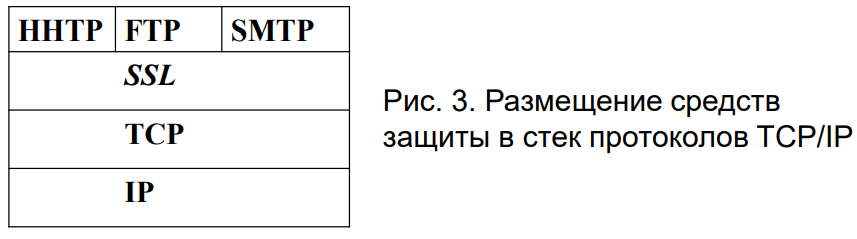 HHTP FTP SMTP
SSL
TCP
IP
Рис. 3. Размещение средств
защиты в стек протоколов TCP/IP